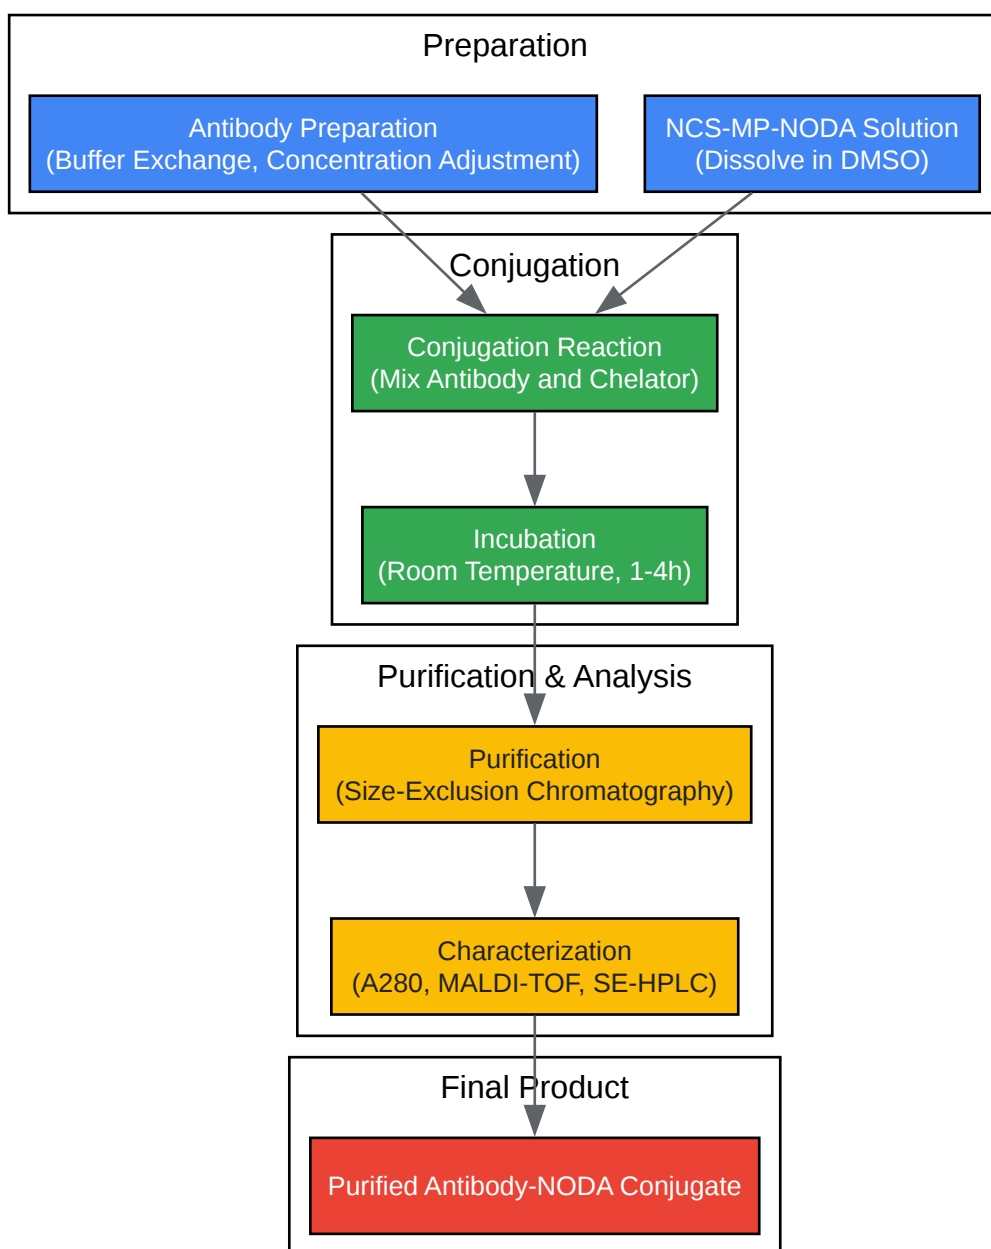 Preparation
Antibody Preparation
(Buffer Exchange, Concentration Adjustment)
NCS-MP-NODA Solution
(Dissolve in DMSO)
Conjugation
Conjugation Reaction
(Mix Antibody and Chelator)
Incubation
(Room Temperature, 1-4h)
Purification & Analysis
Purification
(Size-Exclusion Chromatography)
Characterization
(A280, MALDI-TOF, SE-HPLC)
Final Product
Purified Antibody-NODA Conjugate